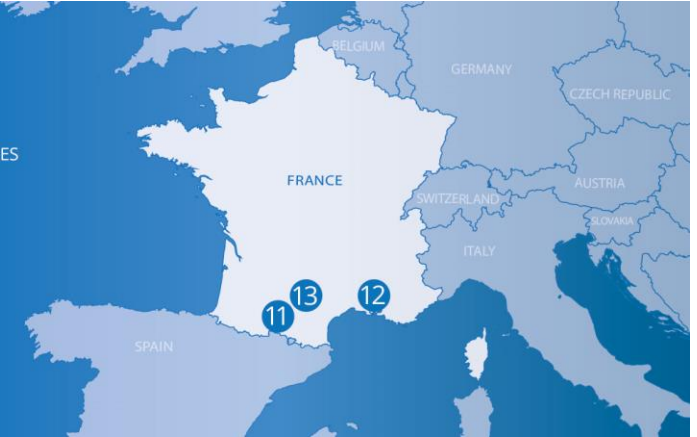 BELGIUM
GERMANY
CZECH REPUBLIC
ES
FRANCE
AUSTRIA
SWITZERLAND
SLOVAKIA
ITALY
13
12
11
SPAIN